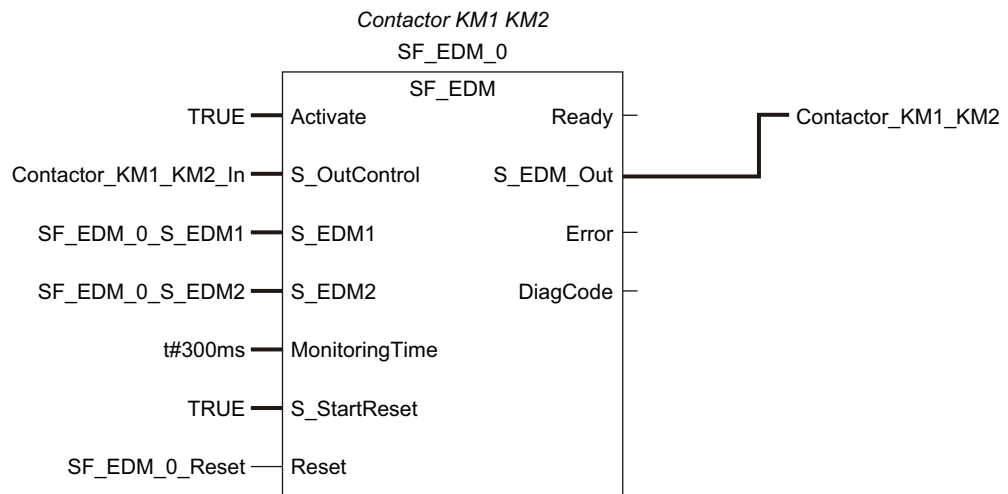 Contactor KM1 KM2
SF_EDM_0
SF_EDM
TRUE Activate Ready Contactor_KM1_KM2
Contactor_KM1_KM2_In S_OutControl S_EDM_Out
SF_EDM_0_S_EDM1 S_EDM1 Error
SF_EDM_0_S_EDM2 S_EDM2 DiagCode
t#300ms MonitoringTime
TRUE S_StartReset
SF_EDM_0_Reset Reset